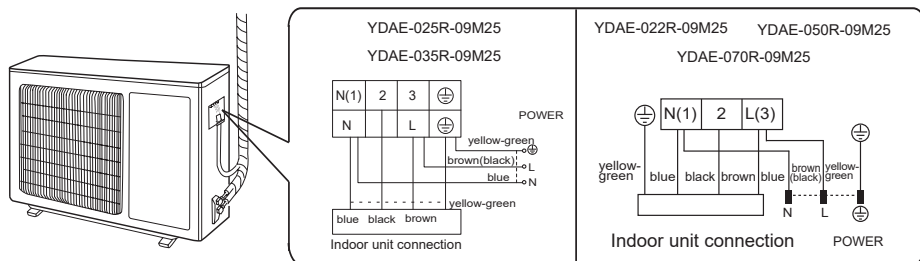 YDAE-025R-09M25
YDAE-035R-09M25
N(1) 2 3
N L
POWER
yellow-green
brown(black) L
blue N
yellow-green
blue black brown
Indoor unit connection
YDAE-022R-09M25 YDAE-050R-09M25
YDAE-070R-09M25
N(1) 2 L(3)
yellow-
green
blue black brown blue
brown
(black)
yellow-
green
N L
Indoor unit connection POWER